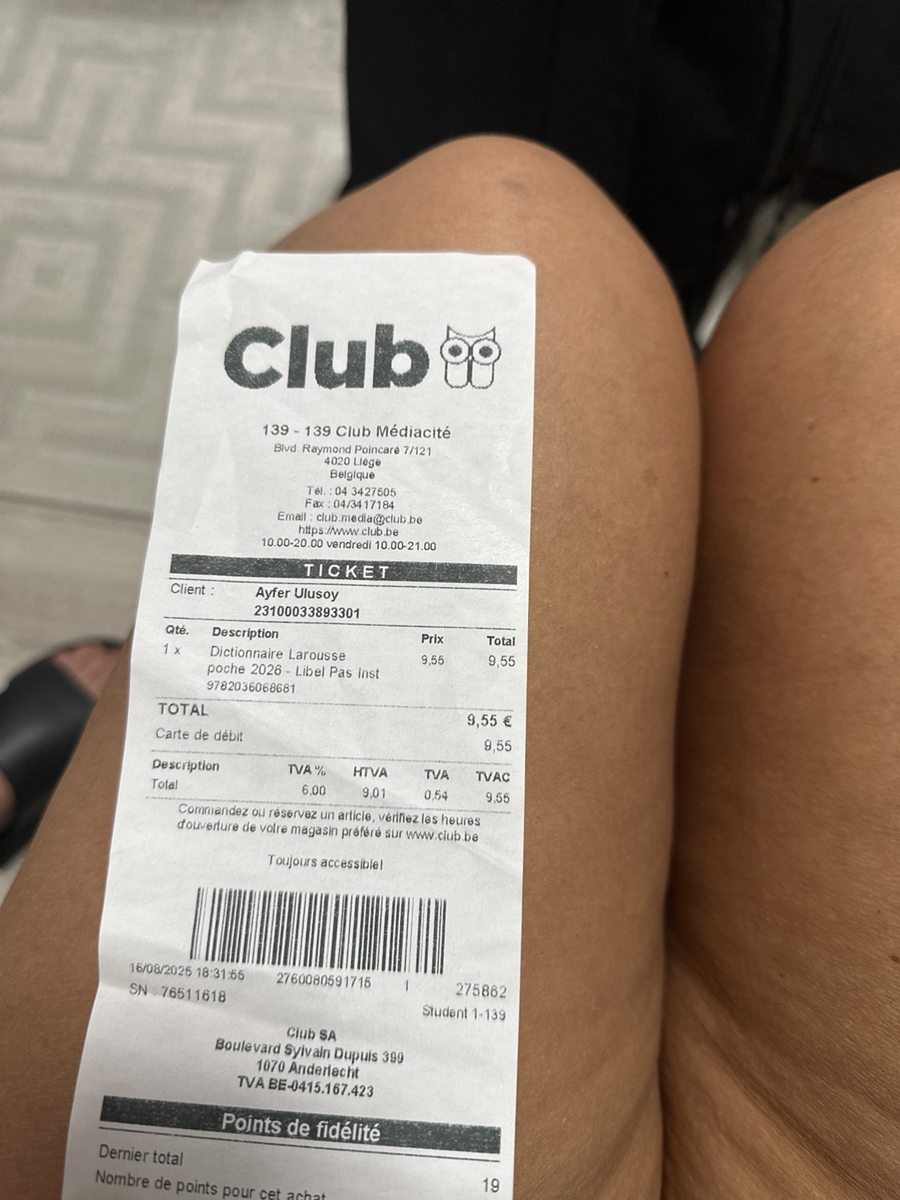 Club
139 - 139 Club Médiacité
Blvd. Raymond Poincaré 7/121
4020 Liège
Belgique
Tél. : 04 3427505
Fax : 04/3417184
Email : club.media@club.be
https://www.club.be
10.00-20.00 vendredi 10.00-21.00
TICKET
Client : Ayfer Ulusoy
23100033893301
Qté. Description Prix Total
1 x Dictionnaire Larousse 9,55 9,55
poche 2026 - Libel Pas Inst
9782036068681
TOTAL 9,55 €
Carte de débit 9,55
Description TVA % HTVA TVA TVAC
Total 6,00 9,01 0,54 9,55
Commandez ou réservez un article, vérifiez les heures
d'ouverture de votre magasin préféré sur www.club.be
Toujours accessible!
16/08/2025 18:31:55 2760080591715 1 275862
SN : 76511618 Student 1-139
Club SA
Boulevard Sylvain Dupuis 399
1070 Anderlecht
TVA BE-0415.167.423
Points de fidélité
Dernier total 19
Nombre de points pour cet achat